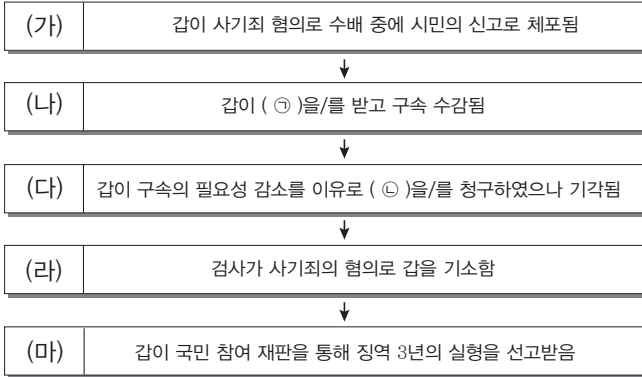 (가) 갑이 사기죄 혐의로 수배 중에 시민의 신고로 체포됨
(나) 갑이 ( ㉠ )을/를 받고 구속 수감됨
(다) 갑이 구속의 필요성 감소를 이유로 ( ㉡ )을/를 청구하였으나 기각됨
(라) 검사가 사기죄의 혐의로 갑을 기소함
(마) 갑이 국민 참여 재판을 통해 징역 3년의 실형을 선고받음